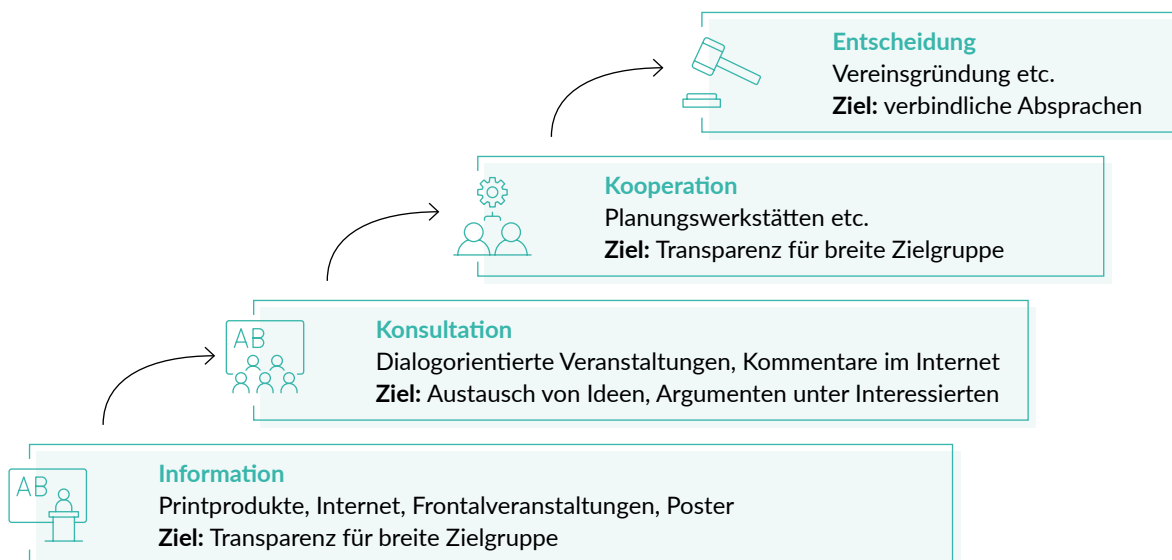 Entscheidung
Vereinsgründung etc.
Ziel: verbindliche Absprachen
Kooperation
Planungswerkstätten etc.
Ziel: Transparenz für breite Zielgruppe
AB
Konsultation
Dialogorientierte Veranstaltungen, Kommentare im Internet
Ziel: Austausch von Ideen, Argumenten unter Interessierten
AB
Information
Printprodukte, Internet, Frontalveranstaltungen, Poster
Ziel: Transparenz für breite Zielgruppe